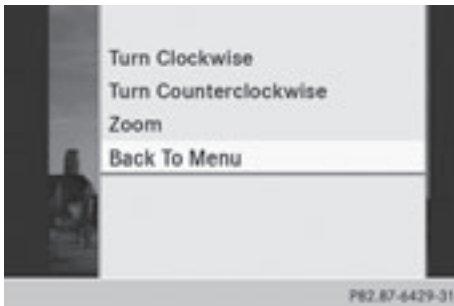 Turn Clockwise
Turn Counterclockwise
Zoom
Back To Menu
P82.87-6429-31